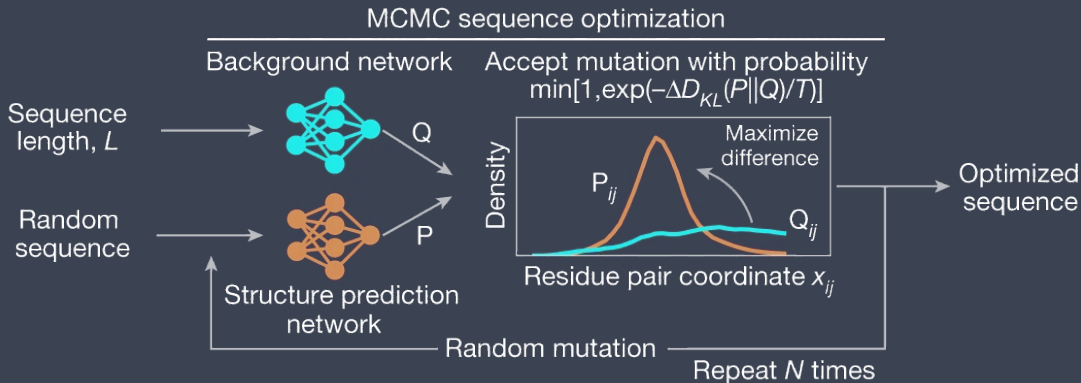 MCMC sequence optimization
Background network
Accept mutation with probability
min[1,exp(–ΔD_KL(P||Q)/T)]
Sequence
length, L
Q
Maximize
difference
Density
P_ij
Q_ij
Optimized
sequence
Random
sequence
P
Residue pair coordinate x_ij
Structure prediction
network
Random mutation
Repeat N times